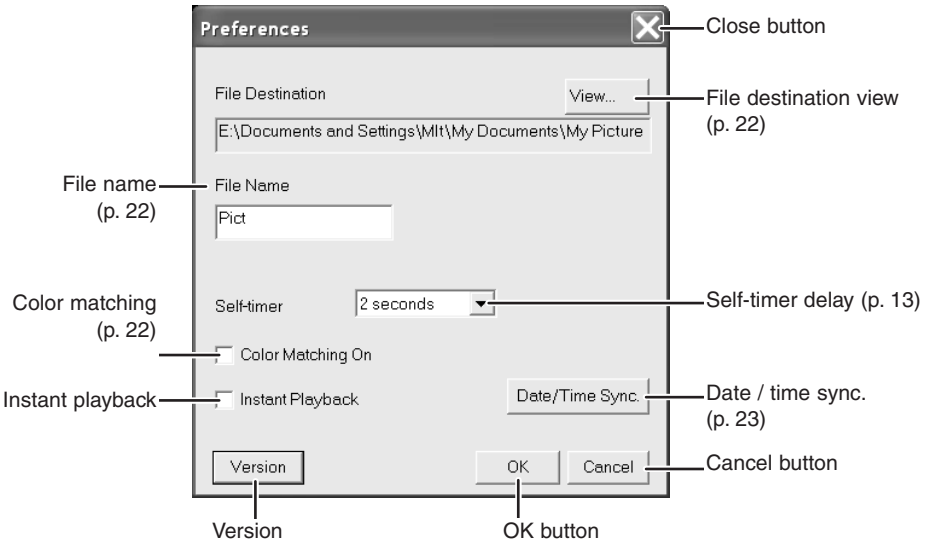 Preferences
Close button
File Destination
View...
File destination view
(p. 22)
E:\Documents and Settings\Mlt\My Documents\My Picture
File name
(p. 22)
File Name
Pict
Color matching
(p. 22)
Self-timer
2 seconds
Self-timer delay (p. 13)
Color Matching On
Instant playback
Instant Playback
Date/Time Sync.
Date / time sync.
(p. 23)
Version
OK
Cancel
Cancel button
Version
OK button